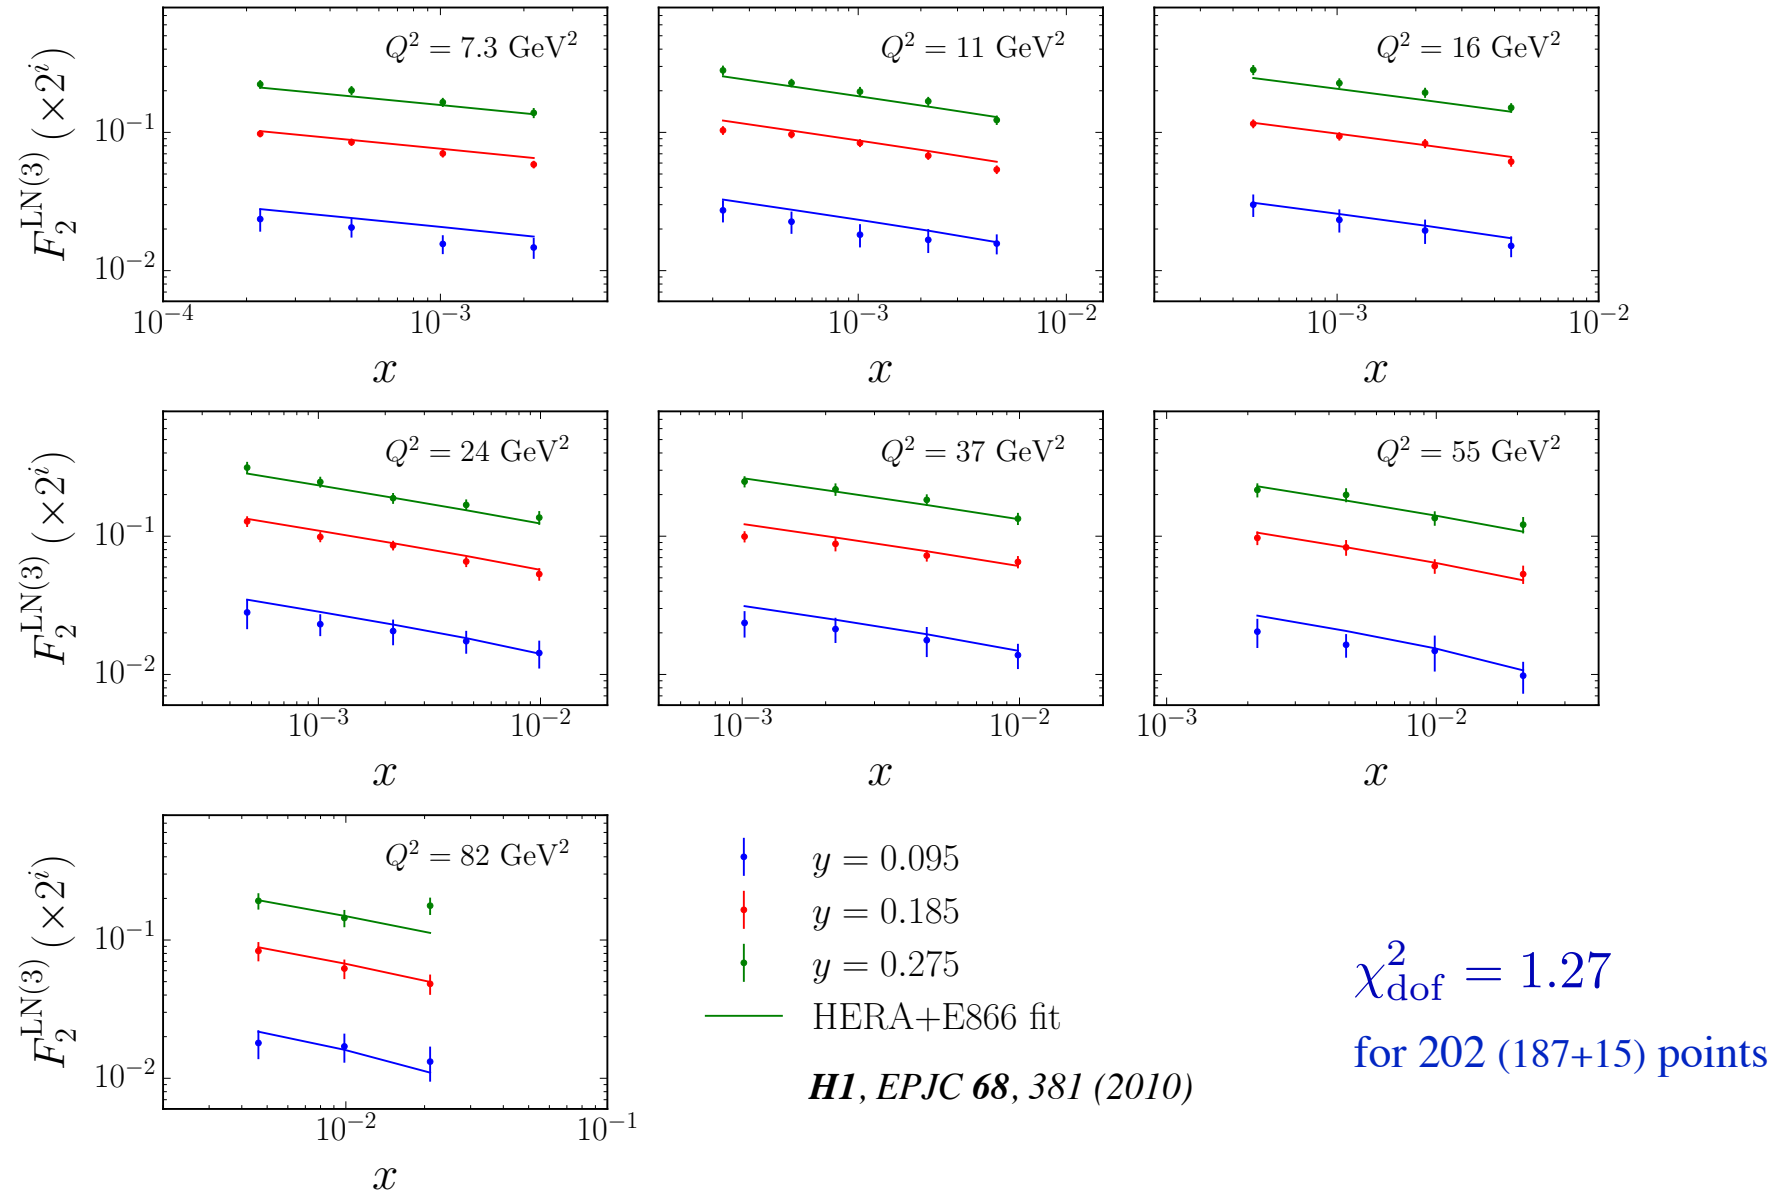 Q² = 7.3 GeV²
Q² = 11 GeV²
Q² = 16 GeV²
F₂^LN(3) (×2^i)
10⁻¹
10⁻²
10⁻⁴ 10⁻³
10⁻³ 10⁻²
10⁻³ 10⁻²
x
x
x
Q² = 24 GeV²
Q² = 37 GeV²
Q² = 55 GeV²
F₂^LN(3) (×2^i)
10⁻¹
10⁻²
10⁻³ 10⁻²
10⁻³ 10⁻²
10⁻³ 10⁻²
x
x
x
Q² = 82 GeV²
F₂^LN(3) (×2^i)
10⁻¹
10⁻²
10⁻² 10⁻¹
x
y = 0.095
y = 0.185
y = 0.275
HERA+E866 fit
H1, EPJC 68, 381 (2010)
χ²_dof = 1.27
for 202 (187+15) points